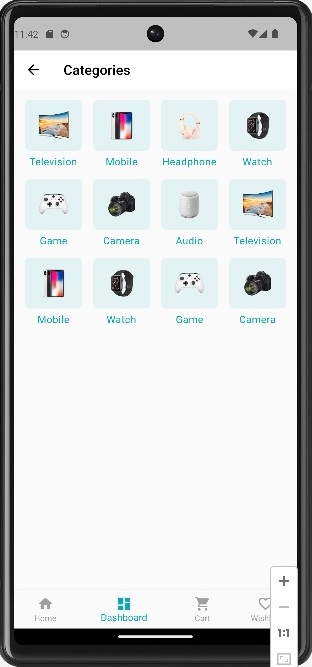 11:42
Categories
Television Mobile Headphone Watch
Game Camera Audio Television
Mobile Watch Game Camera
Home Dashboard Cart
1:1